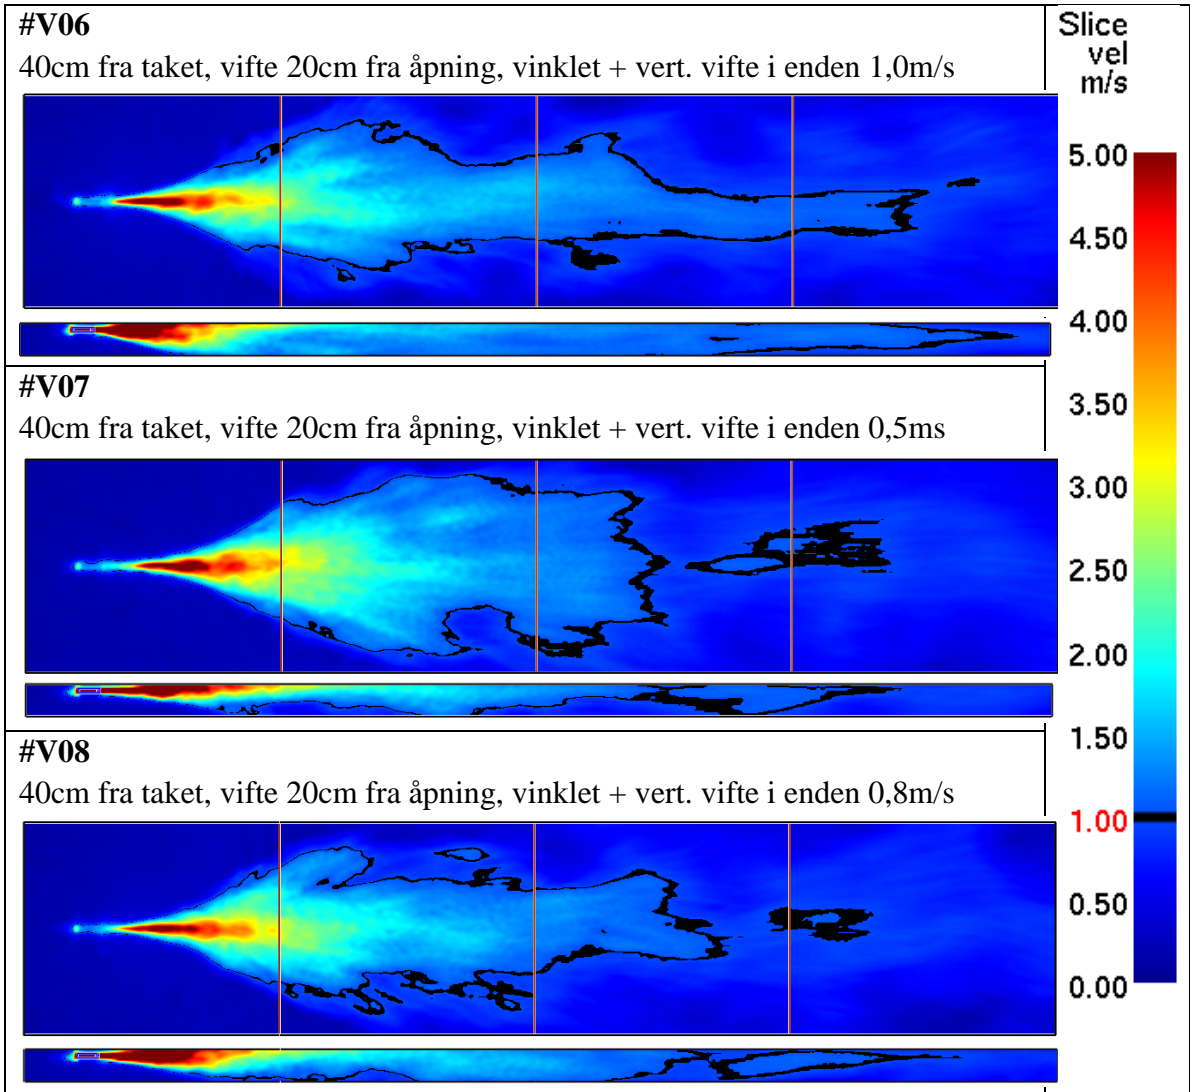 #V06
40cm fra taket, vifte 20cm fra åpning, vinklet + vert. vifte i enden 1,0m/s
#V07
40cm fra taket, vifte 20cm fra åpning, vinklet + vert. vifte i enden 0,5ms
#V08
40cm fra taket, vifte 20cm fra åpning, vinklet + vert. vifte i enden 0,8m/s
Slice
vel
m/s
5.00
4.50
4.00
3.50
3.00
2.50
2.00
1.50
1.00
0.50
0.00